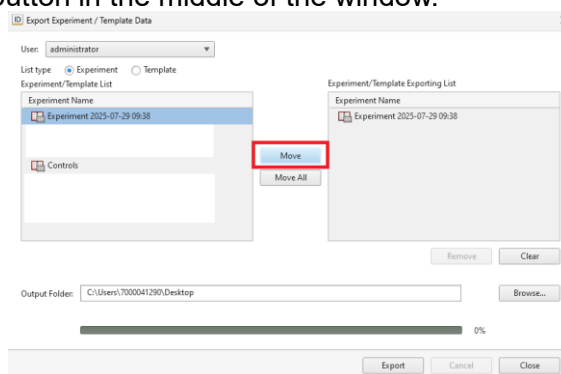 button in the middle of the window.
Export Experiment / Template Data
User: administrator
List type Experiment Template
Experiment/Template List
Experiment/Template Exporting List
Experiment Name
Experiment Name
Experiment 2025-07-29 09:38
Experiment 2025-07-29 09:38
Move
Controls
Move All
Remove Clear
Output Folder: C:\Users\7000041290\Desktop Browse...
0%
Export Cancel Close